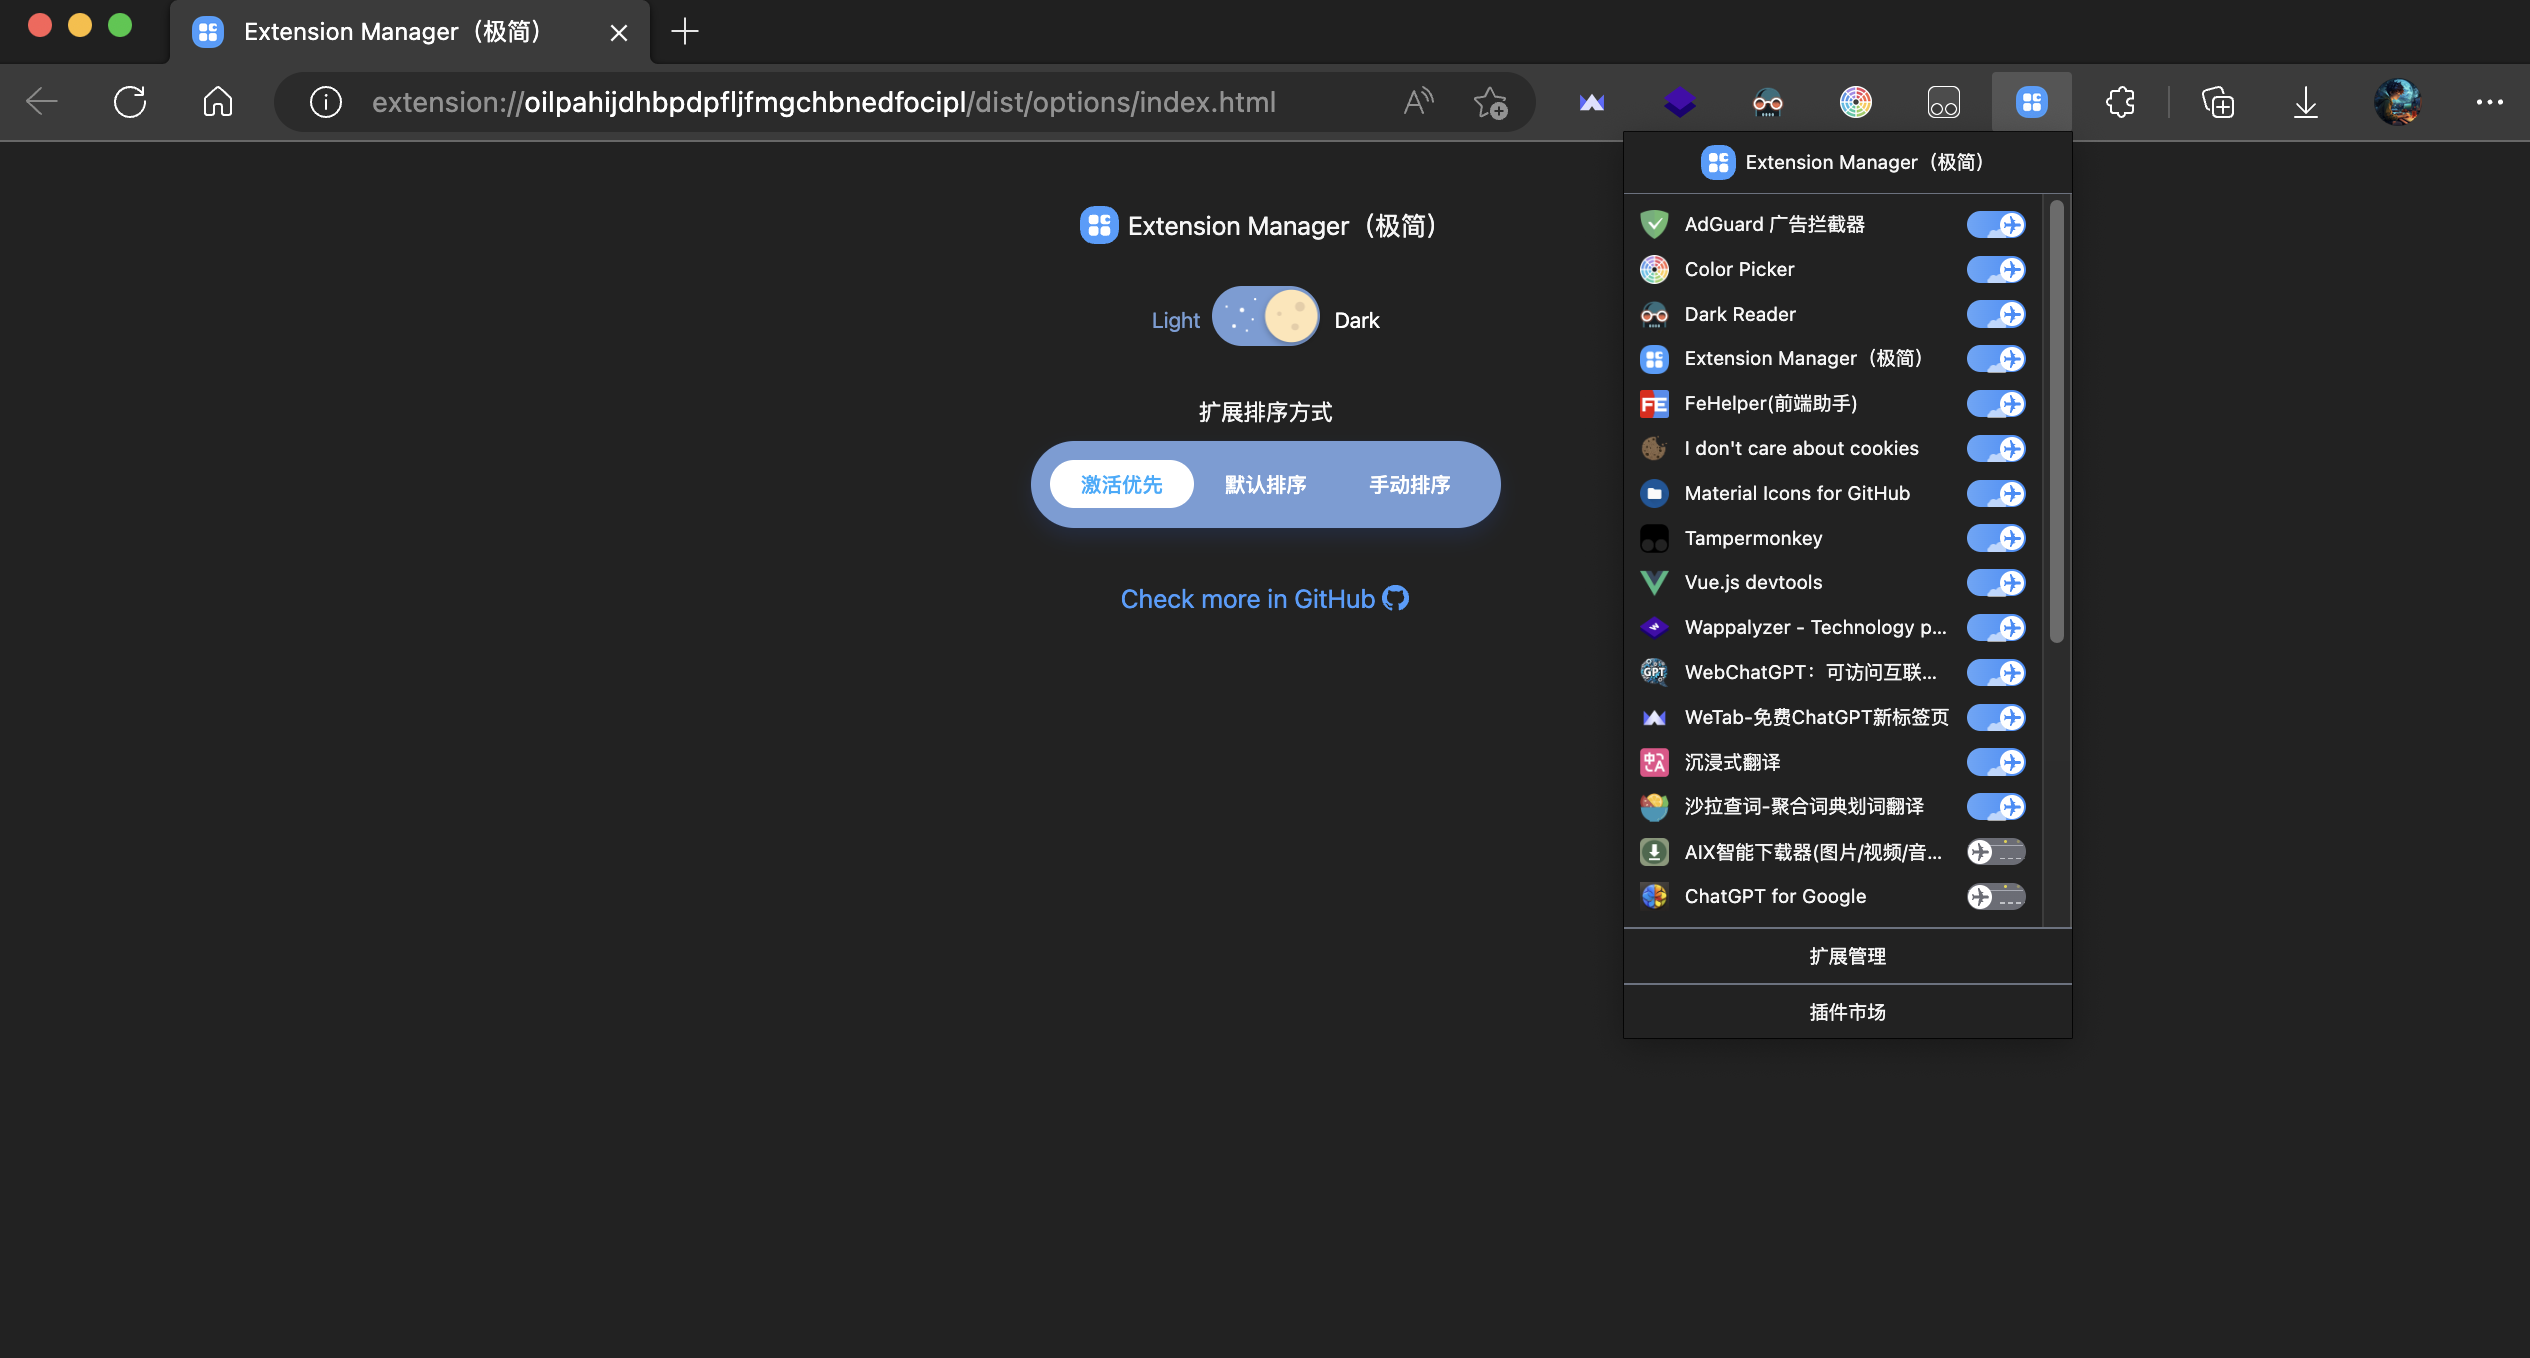 Extension Manager（极简）
extension://oilpahijdhbpdpfljfmgchbnedfocipl/dist/options/index.html
Extension Manager（极简）
Light
Dark
扩展排序方式
激活优先
默认排序
手动排序
Check more in GitHub
Extension Manager（极简）
AdGuard 广告拦截器
Color Picker
Dark Reader
Extension Manager（极简）
FeHelper(前端助手)
I don't care about cookies
Material Icons for GitHub
Tampermonkey
Vue.js devtools
Wappalyzer - Technology p...
WebChatGPT：可访问互联...
WeTab-免费ChatGPT新标签页
沉浸式翻译
沙拉查词-聚合词典划词翻译
AIX智能下载器(图片/视频/音...
ChatGPT for Google
扩展管理
插件市场